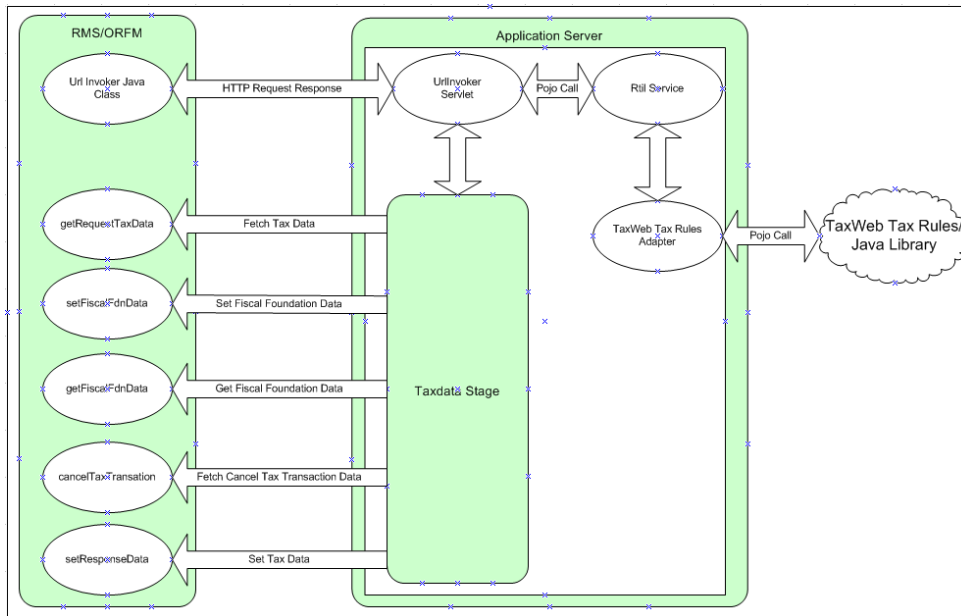 RMS/ORFM
Application Server
Url Invoker Java
Class
HTTP Request Response
UrlInvoker
Servlet
Pojo Call
Rtil Service
getRequestTaxData
Fetch Tax Data
TaxWeb Tax Rules
Adapter
Pojo Call
TaxWeb Tax Rules/
Java Library
setFiscalFdnData
Set Fiscal Foundation Data
getFiscalFdnData
Get Fiscal Foundation Data
Taxdata Stage
cancelTaxTransation
Fetch Cancel Tax Transaction Data
setResponseData
Set Tax Data